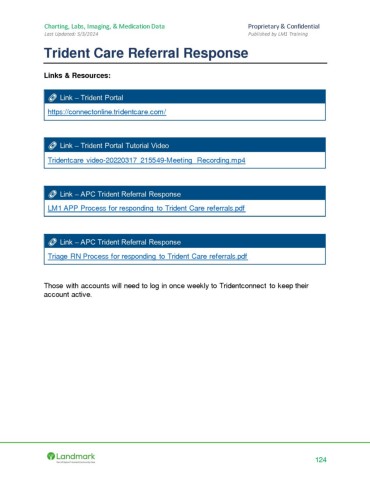 Charting, Labs, Imaging, & Medication Data Proprietary & Confidential
Last Updated: 5/3/2024 Published by LM1 Training
Trident Care Referral Response
Links & Resources:
Link – Trident Portal
https://connectonline.tridentcare.com/
Link – Trident Portal Tutorial Video
Tridentcare video-20220317_215549-Meeting_Recording.mp4
Link – APC Trident Referral Response
LM1 APP Process for responding to Trident Care referrals.pdf
Link – APC Trident Referral Response
Triage RN Process for responding to Trident Care referrals.pdf
Those with accounts will need to log in once weekly to Tridentconnect to keep their
account active.
Landmark
124